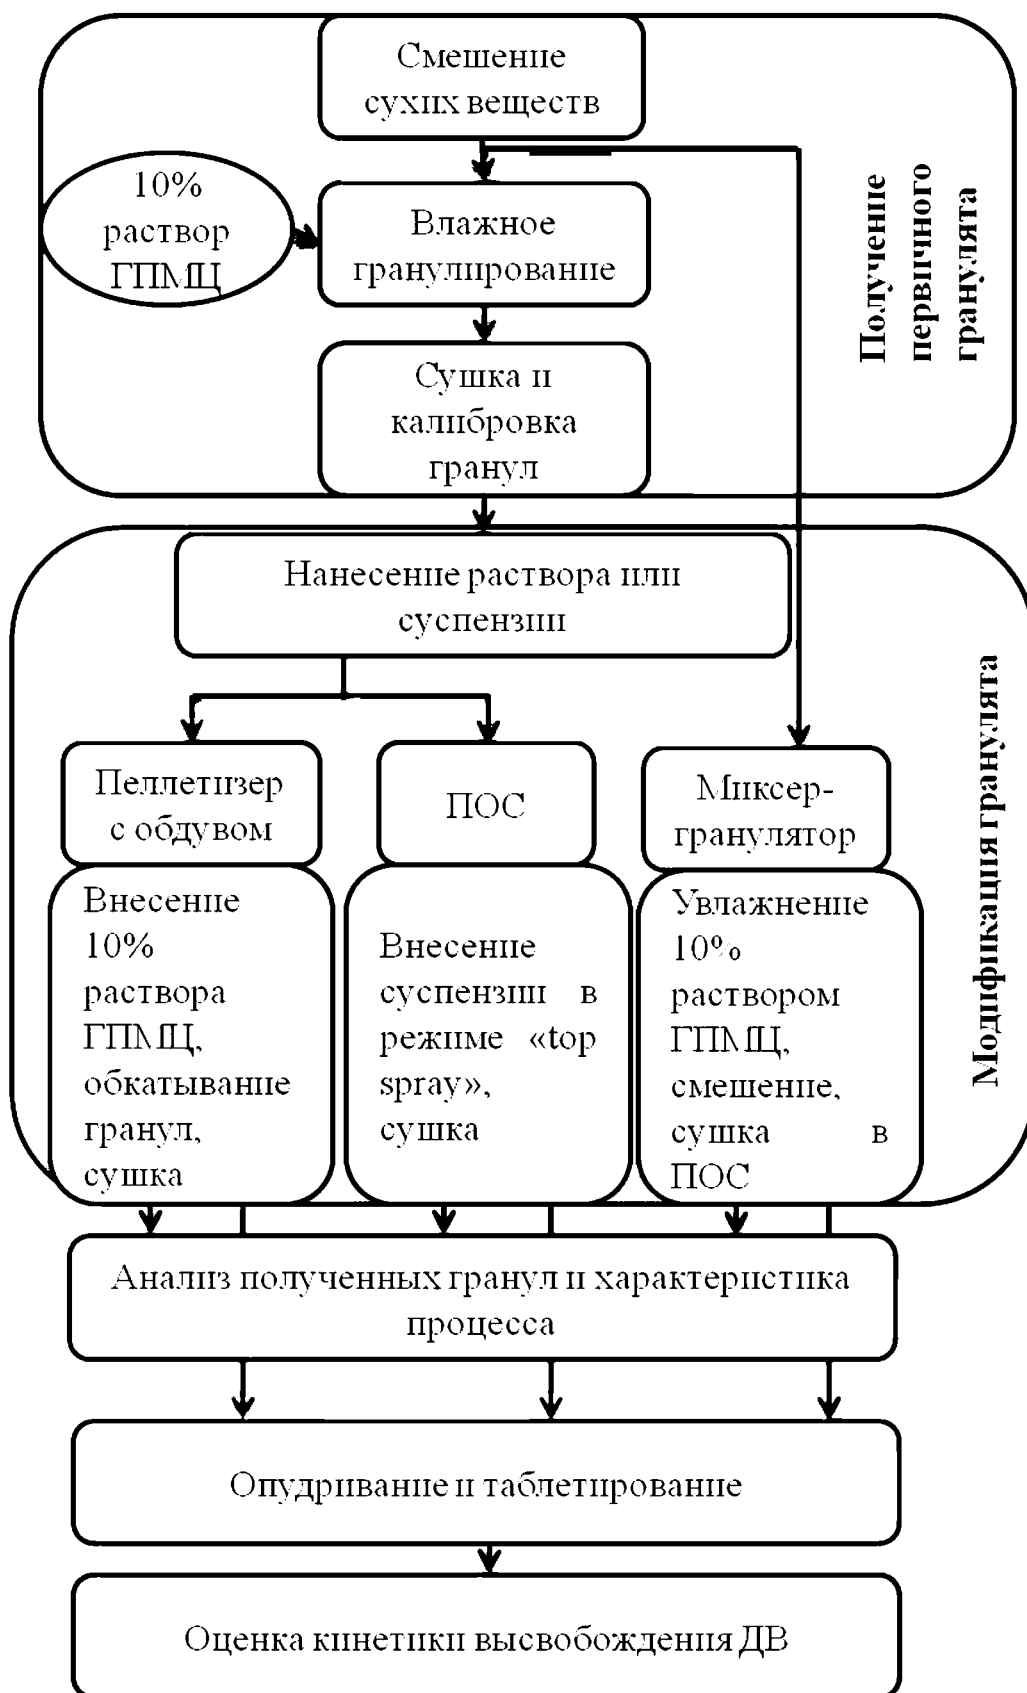 Смешение
сухих веществ
10%
раствор
ГПМЦ
Влажное
гранулирование
Сушка и
калибровка
гранул
Получение
первичного
гранулята
Нанесение раствора или
суспензии
Пеллетизер
с обдувом
ПОС
Миксер-
гранулятор
Внесение
10%
раствора
ГПМЦ,
обкатывание
гранул,
сушка
Внесение
суспензии в
режиме «top
spray»,
сушка
Увлажнение
10%
раствором
ГПМЦ,
смешение,
сушка в
ПОС
Модификация гранулята
Анализ полученных гранул и характеристика
процесса
Опудривание и таблетирование
Оценка кинетики высвобождения ДВ